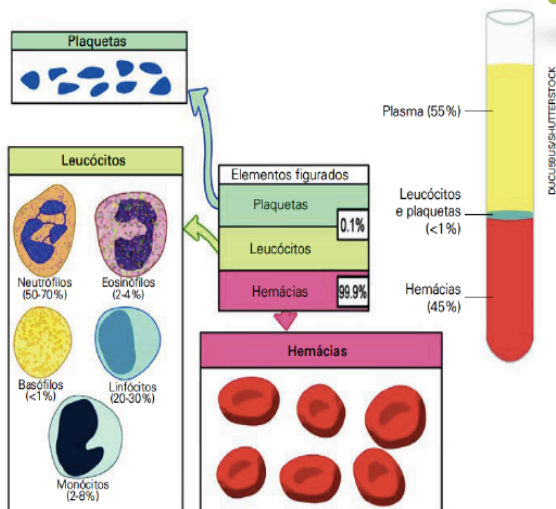 Plaquetas
Leucócitos
Neutrófilos
(50-70%)
Eosinófilos
(2-4%)
Basófilos
(<1%)
Linfócitos
(20-30%)
Monócitos
(2-8%)
Elementos figurados
Plaquetas
0.1%
Leucócitos
Hemácias
99.9%
Hemácias
Plasma (55%)
Leucócitos
e plaquetas
(<1%)
Hemácias
(45%)
DUCU59US/SHUTTERSTOCK